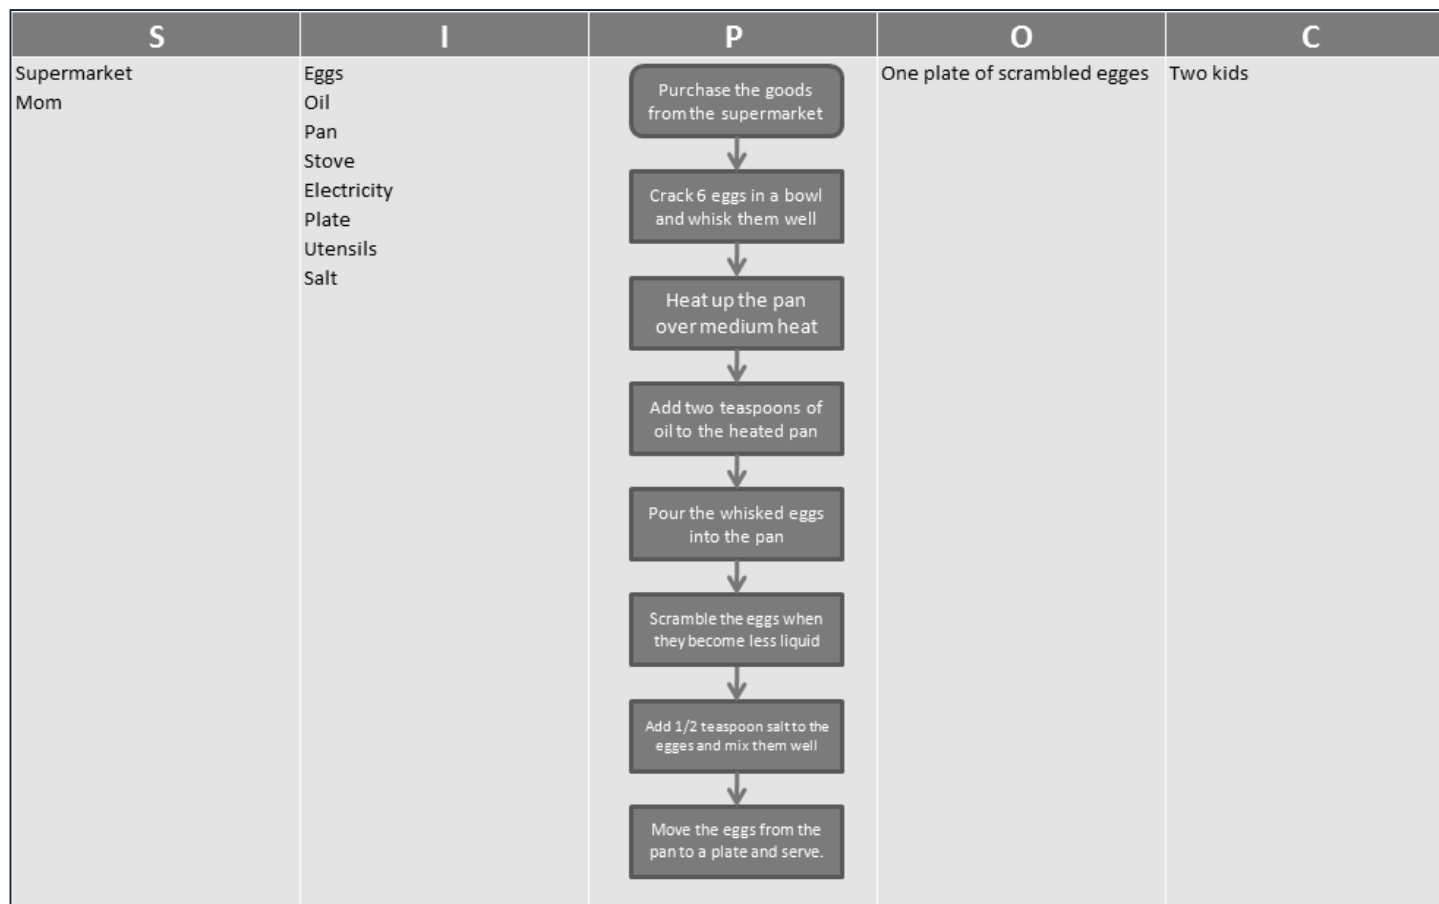 S
I
P
O
C
Supermarket
Mom
Eggs
Oil
Pan
Stove
Electricity
Plate
Utensils
Salt
Purchase the goods
from the supermarket
Crack 6 eggs in a bowl
and whisk them well
Heat up the pan
over medium heat
Add two teaspoons of
oil to the heated pan
Pour the whisked eggs
into the pan
Scramble the eggs when
they become less liquid
Add 1/2 teaspoon salt to the
egges and mix them well
Move the eggs from the
pan to a plate and serve.
One plate of scrambled egges
Two kids